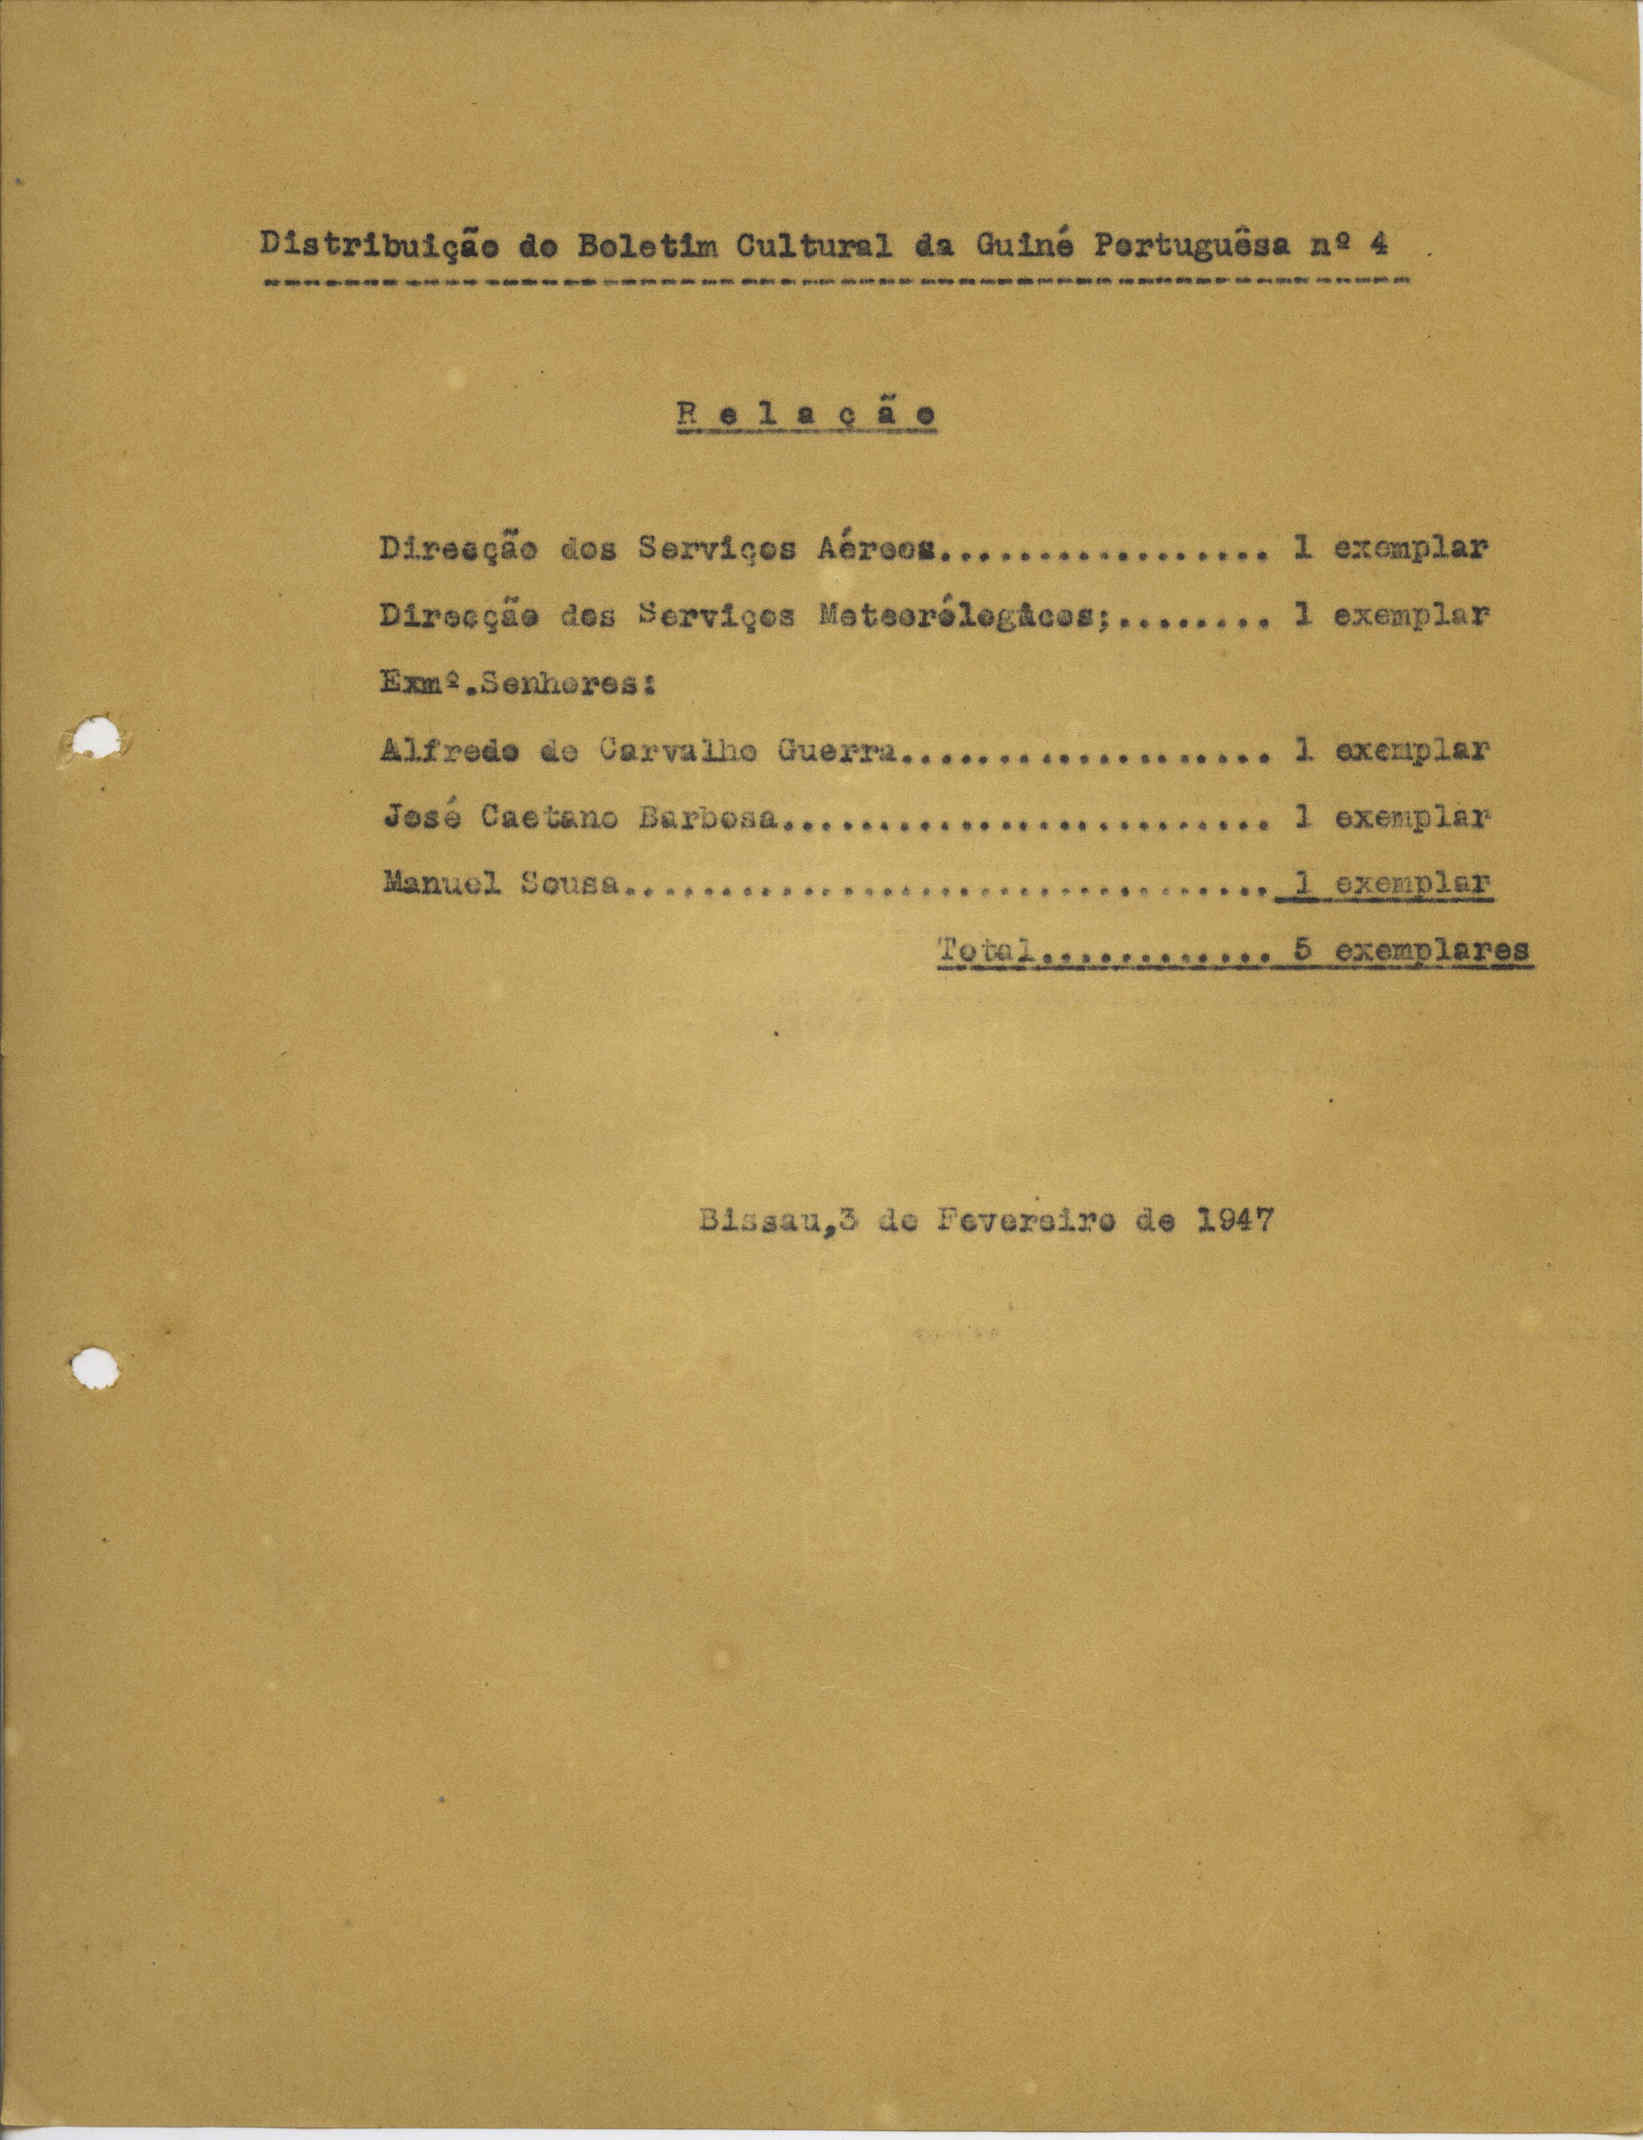 Distribuição do Boletim Cultural da Guiné Portuguêsa nº 4
R e l a ç ã o
Direcção dos Serviços Aéreos................. 1 exemplar
Direcção dos Serviços Meteorólogicos;........ 1 exemplar
Exmº.Senhores:
Alfredo de Carvalho Guerra................... 1 exemplar
José Caetano Barbosa......................... 1 exemplar
Manuel Sousa................................. 1 exemplar
Total............ 5 exemplares
Bissau,3 de Fevereiro de 1947